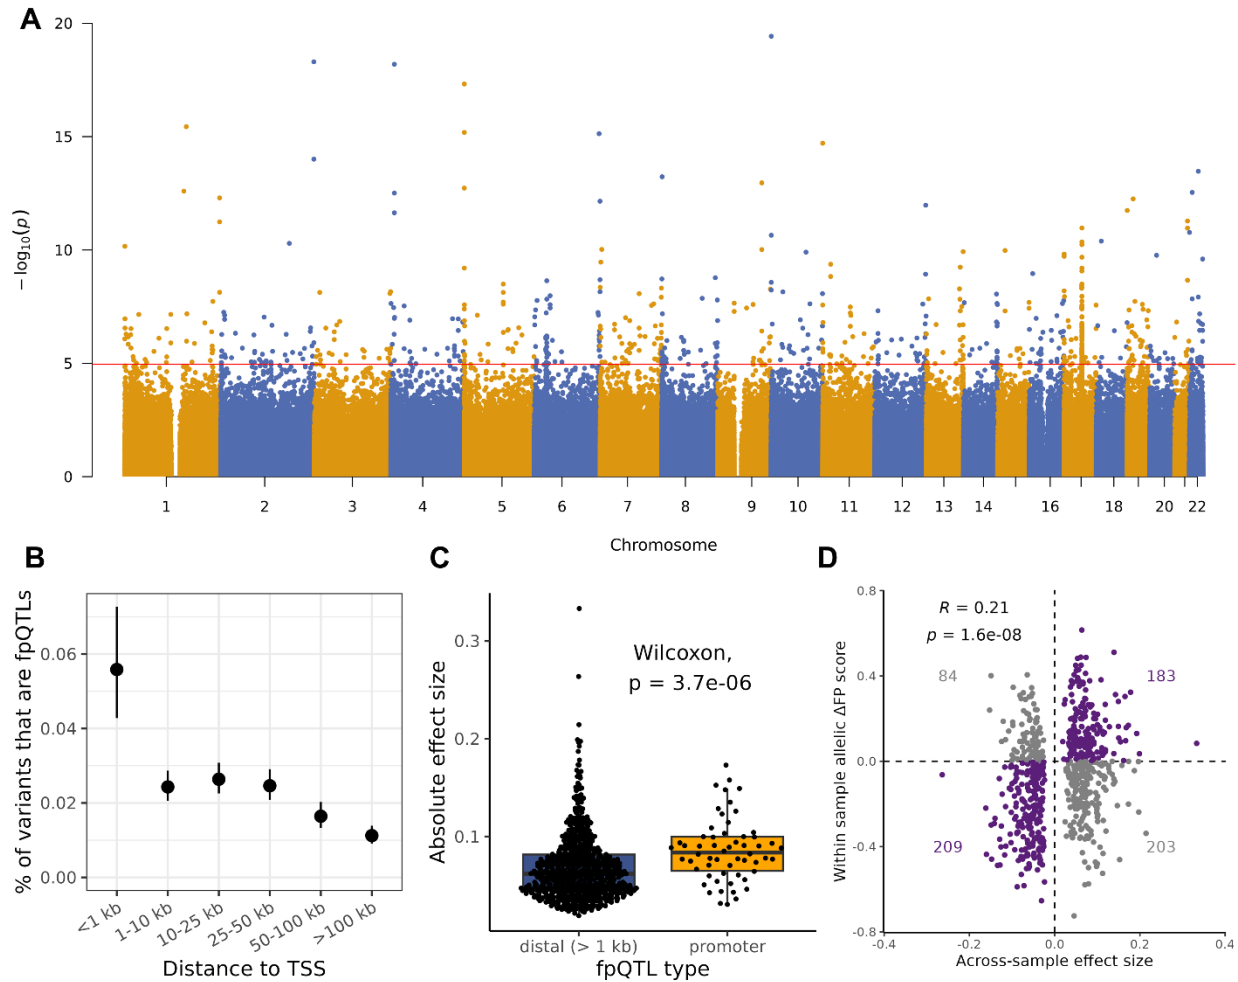 A
20
15
10
5
0
−log10(p)
1 2 3 4 5 6 7 8 9 10 11 12 13 14 16 18 20 22
Chromosome
B
% of variants that are fpQTLs
0.06
0.04
0.02
0.00
<1 kb 1-10 kb 10-25 kb 25-50 kb 50-100 kb >100 kb
Distance to TSS
C
Absolute effect size
0.3
0.2
0.1
Wilcoxon,
p = 3.7e-06
distal (> 1 kb) promoter
fpQTL type
D
Within sample allelic ΔFP score
0.8
0.4
0.0
-0.4
-0.8
R = 0.21
p = 1.6e-08
84 183
209 203
-0.4 -0.2 0.0 0.2 0.4
Across-sample effect size